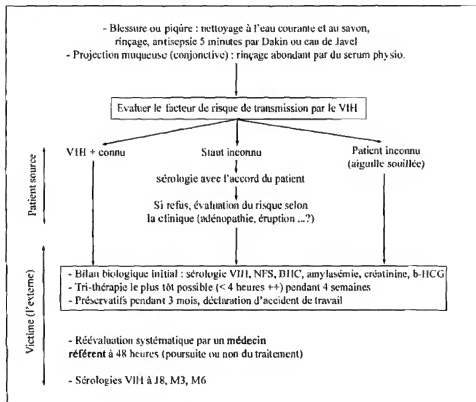 - Blessure ou piqûre : nettoyage à l'eau courante et au savon,
rinçage, antisepsie 5 minutes par Dakin ou eau de Javel
- Projection muqueuse (conjonctive) : rinçage abondant par du serum physio.
Evaluer le facteur de risque de transmission par le VIH
VIH + connu
Staut inconnu
Patient inconnu
(aiguille souillée)
sérologie avec l'accord du patient
Si refus, évaluation du risque selon
la clinique (adénopathie, éruption ...?)
Patient source
- Bilan biologique initial : sérologie VIH, NFS, BHC, amylasémie, créatinine, b-HCG
- Tri-thérapie le plus tôt possible (< 4 heures ++) pendant 4 semaines
- Préservatifs pendant 3 mois, déclaration d'accident de travail
- Réévaluation systématique par un médecin
référent à 48 heures (poursuite ou non du traitement)
- Sérologies VIH à J8, M3, M6
Victime (l'externe)